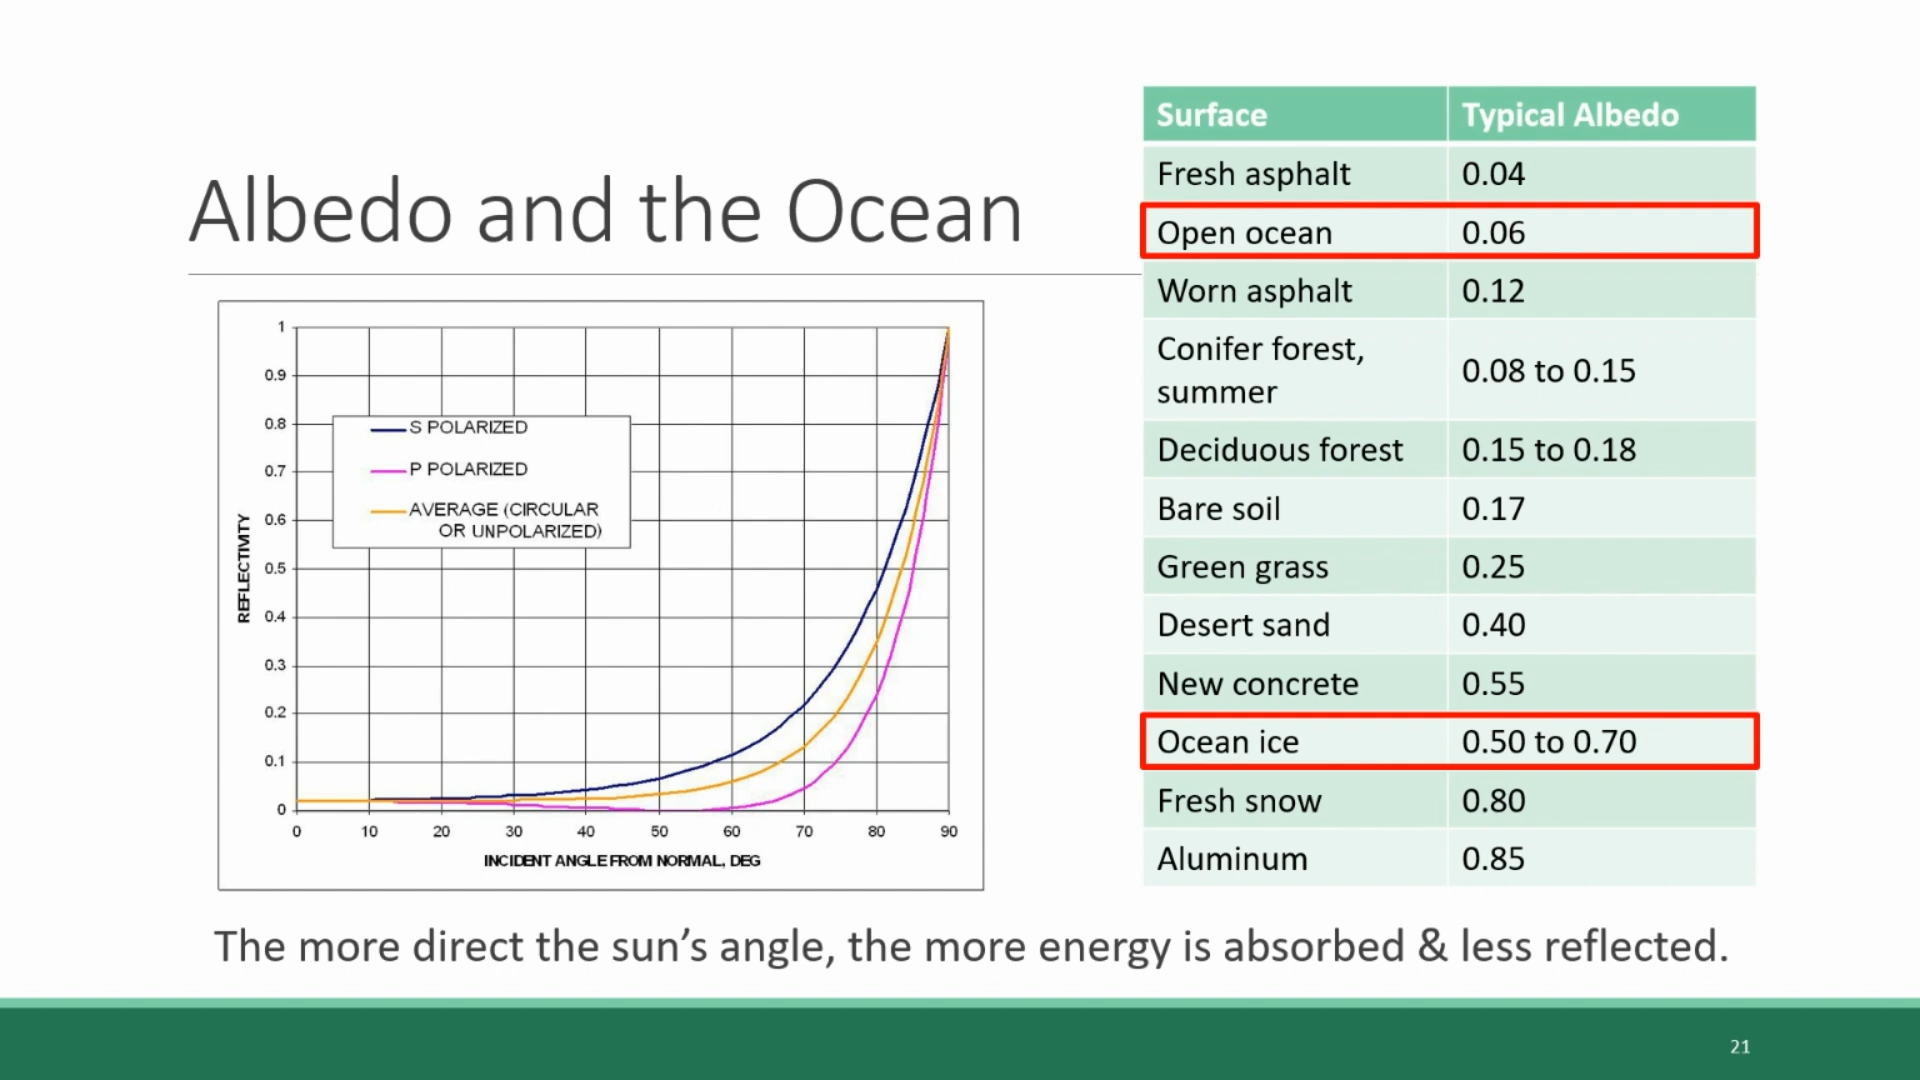 Albedo and the Ocean
1
0.9
0.8
0.7
0.6
0.5
0.4
0.3
0.2
0.1
0
REFLECTIVITY
S POLARIZED
P POLARIZED
AVERAGE (CIRCULAR
OR UNPOLARIZED)
0 10 20 30 40 50 60 70 80 90
INCIDENT ANGLE FROM NORMAL, DEG
Surface Typical Albedo
Fresh asphalt 0.04
Open ocean 0.06
Worn asphalt 0.12
Conifer forest,
summer 0.08 to 0.15
Deciduous forest 0.15 to 0.18
Bare soil 0.17
Green grass 0.25
Desert sand 0.40
New concrete 0.55
Ocean ice 0.50 to 0.70
Fresh snow 0.80
Aluminum 0.85
The more direct the sun’s angle, the more energy is absorbed & less reflected.
21